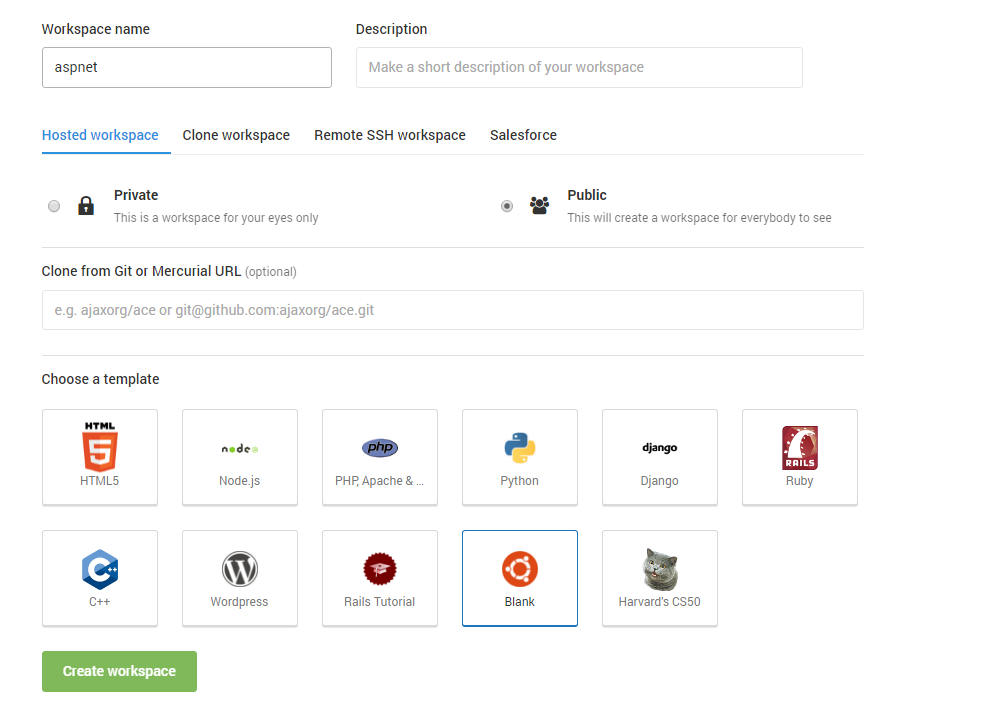 Workspace name
Description
aspnet
Make a short description of your workspace
Hosted workspace
Clone workspace
Remote SSH workspace
Salesforce
Private
This is a workspace for your eyes only
Public
This will create a workspace for everybody to see
Clone from Git or Mercurial URL (optional)
e.g. ajaxorg/ace or git@github.com:ajaxorg/ace.git
Choose a template
HTML
5
HTML5
node
Node.js
php
PHP, Apache & ...
Python
django
Django
RAILS
Ruby
C++
C++
W
Wordpress
Rails Tutorial
Blank
Harvard's CS50
Create workspace